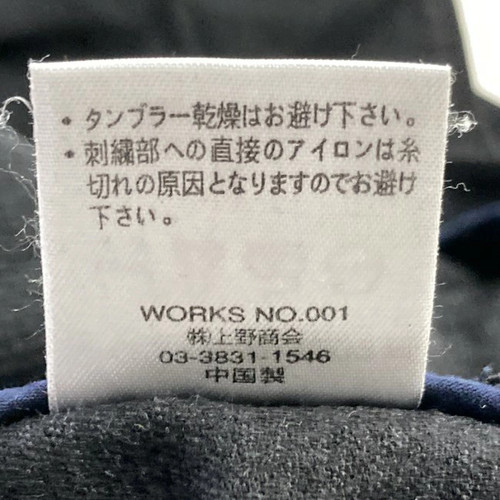 ・タンブラー乾燥はお避け下さい。
・刺繍部への直接のアイロンは糸
切れの原因となりますのでお避け
下さい。
WORKS NO.001
㈱上野商会
03-3831-1546
中国製